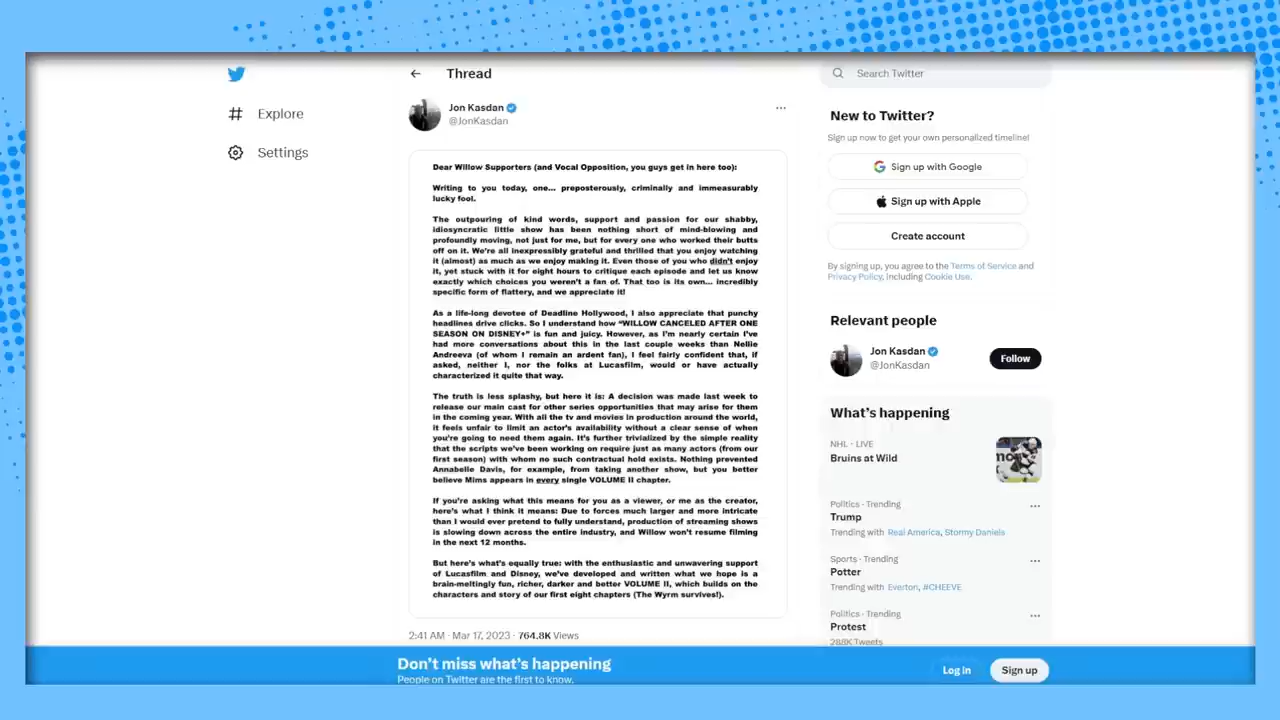 Explore
Settings
Thread
Jon Kasdan
@JonKasdan
Dear Willow Supporters (and Vocal Opposition, you guys get in here too):
Writing to you today, one... preposterously, criminally and immeasurably
lucky fool.
The outpouring of kind words, support and passion for our shabby,
idiosyncratic little show has been nothing short of mind-blowing and
profoundly moving, not just for me, but for every one who worked their butts
off on it. We're all inexpressibly grateful and thrilled that you enjoy watching
it (almost) as much as we enjoy making it. Even those of you who didn't enjoy
it, yet stuck with it for eight hours to critique each episode and let us know
exactly which choices you weren't a fan of. That too is its own... incredibly
specific form of flattery, and we appreciate it!
As a life-long devotee of Deadline Hollywood, I also appreciate that punchy
headlines drive clicks. So I understand how “WILLOW CANCELED AFTER ONE
SEASON ON DISNEY+” is fun and juicy. However, as I'm nearly certain I've
had more conversations about this in the last couple weeks than Nellie
Andreeva (of whom I remain an ardent fan), I feel fairly confident that, if
asked, neither I, nor the folks at Lucasfilm, would or have actually
characterized it quite that way.
The truth is less splashy, but here it is: A decision was made last week to
release our main cast for other series opportunities that may arise for them
in the coming year. With all the tv and movies in production around the world,
it feels unfair to limit an actor's availability without a clear sense of when
you're going to need them again. It's further trivialized by the simple reality
that the scripts we've been working on require just as many actors (from our
first season) with whom no such contractual hold exists. Nothing prevented
Annabelle Davis, for example, from taking another show, but you better
believe Mims appears in every single VOLUME II chapter.
If you're asking what this means for you as a viewer, or me as the creator,
here's what I think it means: Due to forces much larger and more intricate
than I would ever pretend to fully understand, production of streaming shows
is slowing down across the entire industry, and Willow won't resume filming
in the next 12 months.
But here's what's equally true: with the enthusiastic and unwavering support
of Lucasfilm and Disney, we've developed and written what we hope is a
brain-meltingly fun, richer, darker and better VOLUME II, which builds on the
characters and story of our first eight chapters (The Wyrm survives!).
2:41 AM · Mar 17, 2023 · 764.8K Views
Search Twitter
New to Twitter?
Sign up now to get your own personalized timeline!
Sign up with Google
Sign up with Apple
Create account
By signing up, you agree to the Terms of Service and
Privacy Policy, including Cookie Use.
Relevant people
Jon Kasdan
@JonKasdan
Follow
What's happening
NHL · LIVE
Bruins at Wild
Politics · Trending
Trump
Trending with Real America, Stormy Daniels
Sports · Trending
Potter
Trending with Everton, #CHEEVE
Politics · Trending
Protest
288K Tweets
Don't miss what's happening
People on Twitter are the first to know.
Log in
Sign up